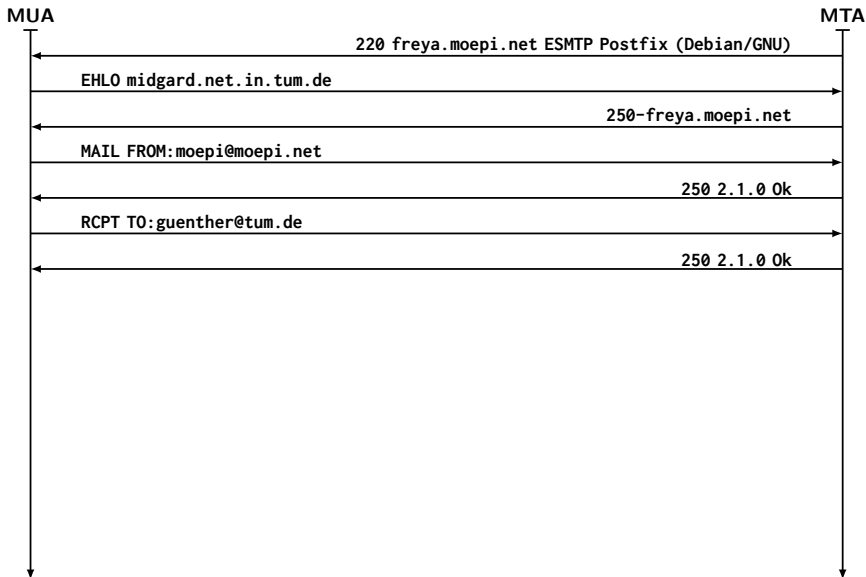 MUA MTA
220 freya.moepi.net ESMTP Postfix (Debian/GNU)
EHLO midgard.net.in.tum.de
250-freya.moepi.net
MAIL FROM:moepi@moepi.net
250 2.1.0 Ok
RCPT TO:guenther@tum.de
250 2.1.0 Ok